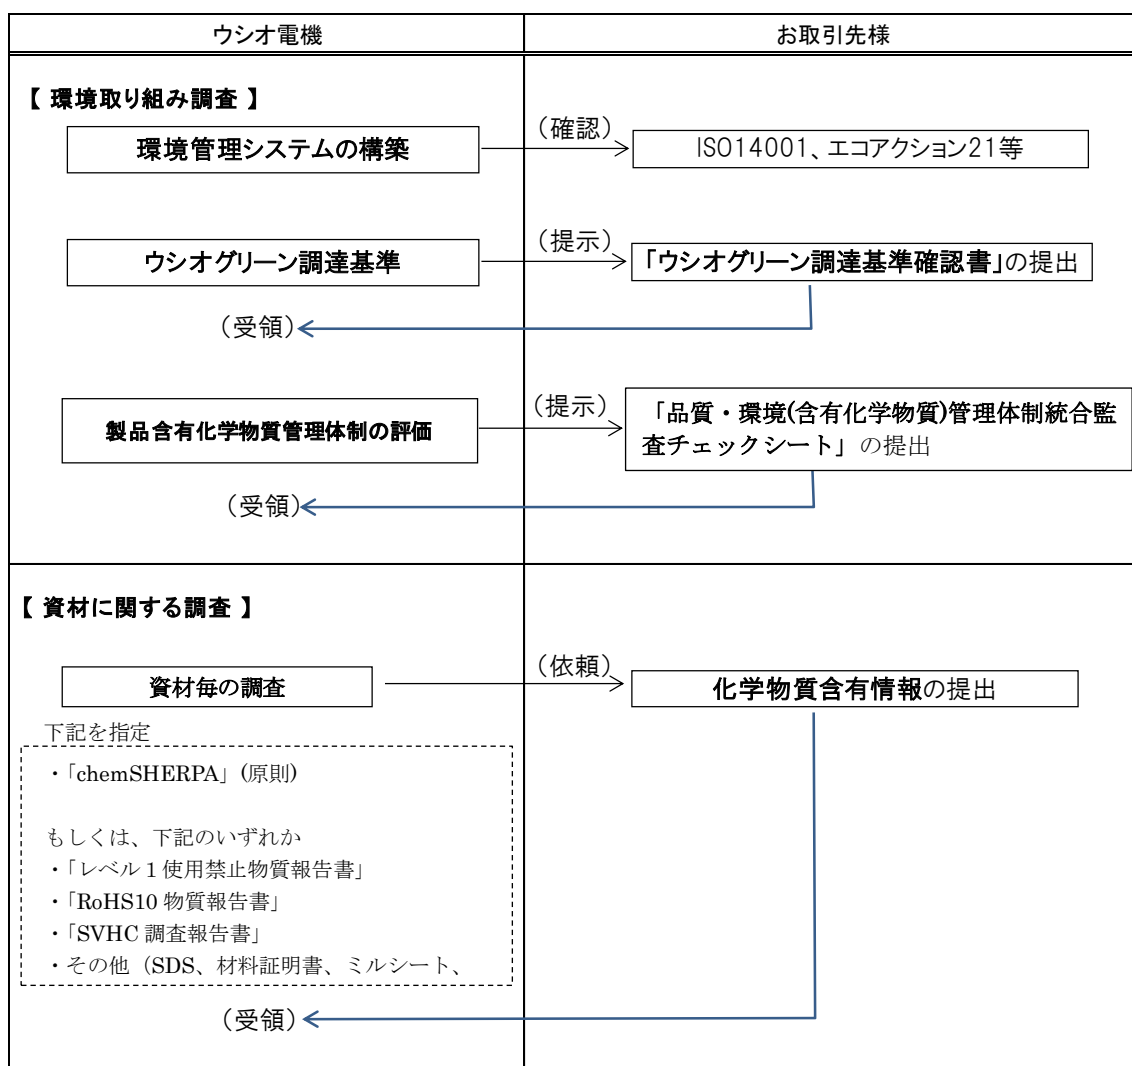 ウシオ電機
お取引先様
【 環境取り組み調査 】
環境管理システムの構築
（確認）
ISO14001、エコアクション21等
ウシオグリーン調達基準
（提示）
「ウシオグリーン調達基準確認書」の提出
（受領）
製品含有化学物質管理体制の評価
（提示）
「品質・環境(含有化学物質)管理体制統合監
査チェックシート」の提出
（受領）
【 資材に関する調査 】
資材毎の調査
（依頼）
化学物質含有情報の提出
下記を指定
・「chemSHERPA」(原則)
もしくは、下記のいずれか
・「レベル 1 使用禁止物質報告書」
・「RoHS10 物質報告書」
・「SVHC 調査報告書」
・その他（SDS、材料証明書、ミルシート、
（受領）